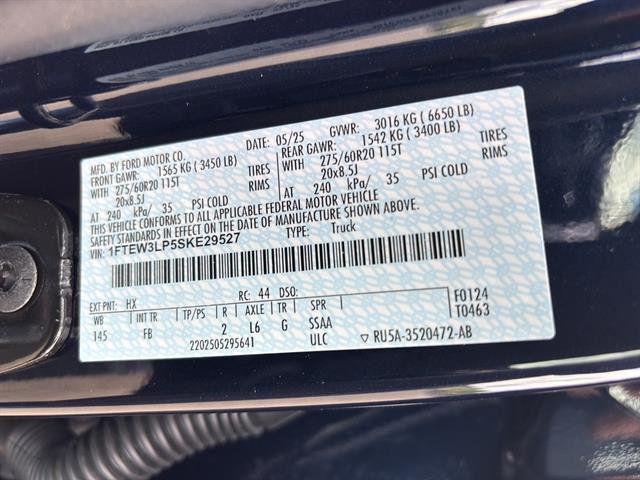 MFD. BY FORD MOTOR CO. DATE: 05/25 GVWR: 3016 KG ( 6650 LB)
FRONT GAWR: 1565 KG ( 3450 LB) REAR GAWR: 1542 KG ( 3400 LB)
WITH 275/60R20 115T TIRES WITH 275/60R20 115T TIRES
20x8.5J RIMS 20x8.5J RIMS
AT 240 kPa/ 35 PSI COLD AT 240 kPa/ 35 PSI COLD
THIS VEHICLE CONFORMS TO ALL APPLICABLE FEDERAL MOTOR VEHICLE
SAFETY STANDARDS IN EFFECT ON THE DATE OF MANUFACTURE SHOWN ABOVE.
VIN: 1FTEW3LP5SKE29527 TYPE: Truck
EXT PNT: HX RC: 44 DSO: F0124
WB INT TR TP/PS R AXLE TR SPR T0463
145 FB 2 L6 G SSAA
2202505295641 ULC ▽ RU5A-3520472-AB